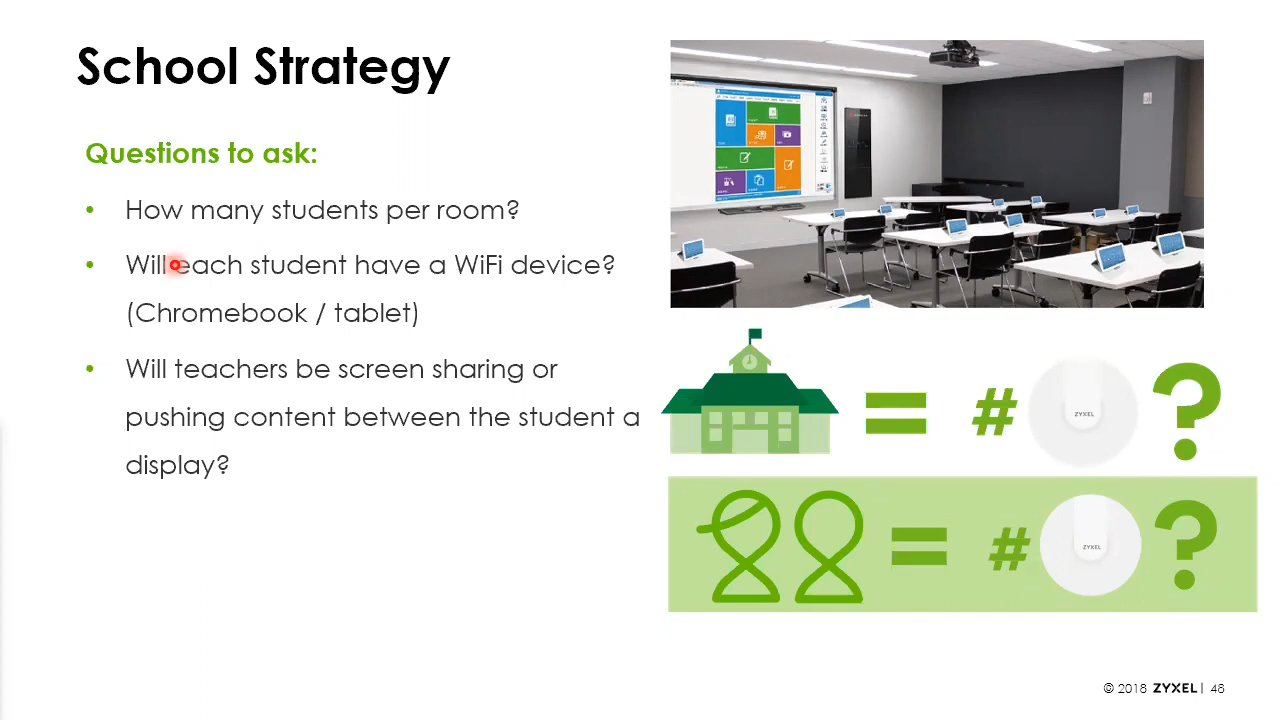 School Strategy
Questions to ask:
• How many students per room?
• Will each student have a WiFi device?
(Chromebook / tablet)
• Will teachers be screen sharing or
pushing content between the student a
display?
= # ZYXEL ?
= # ZYXEL ?
© 2018 ZYXEL | 48